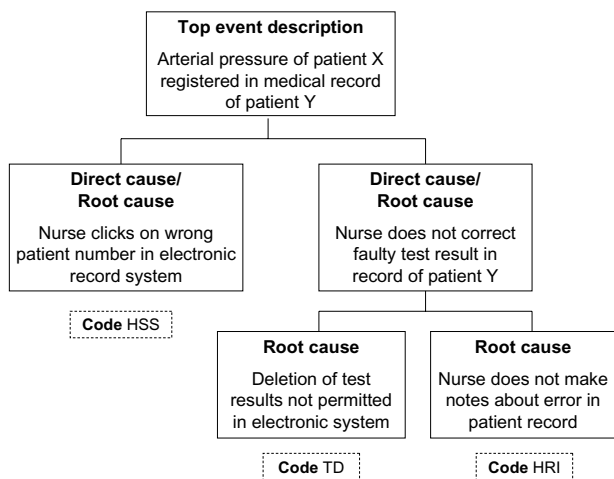 Top event description
Arterial pressure of patient X
registered in medical record
of patient Y
Direct cause/
Root cause
Nurse clicks on wrong
patient number in electronic
record system
Direct cause/
Root cause
Nurse does not correct
faulty test result in
record of patient Y
Code HSS
Root cause
Deletion of test
results not permitted
in electronic system
Root cause
Nurse does not make
notes about error in
patient record
Code TD
Code HRI